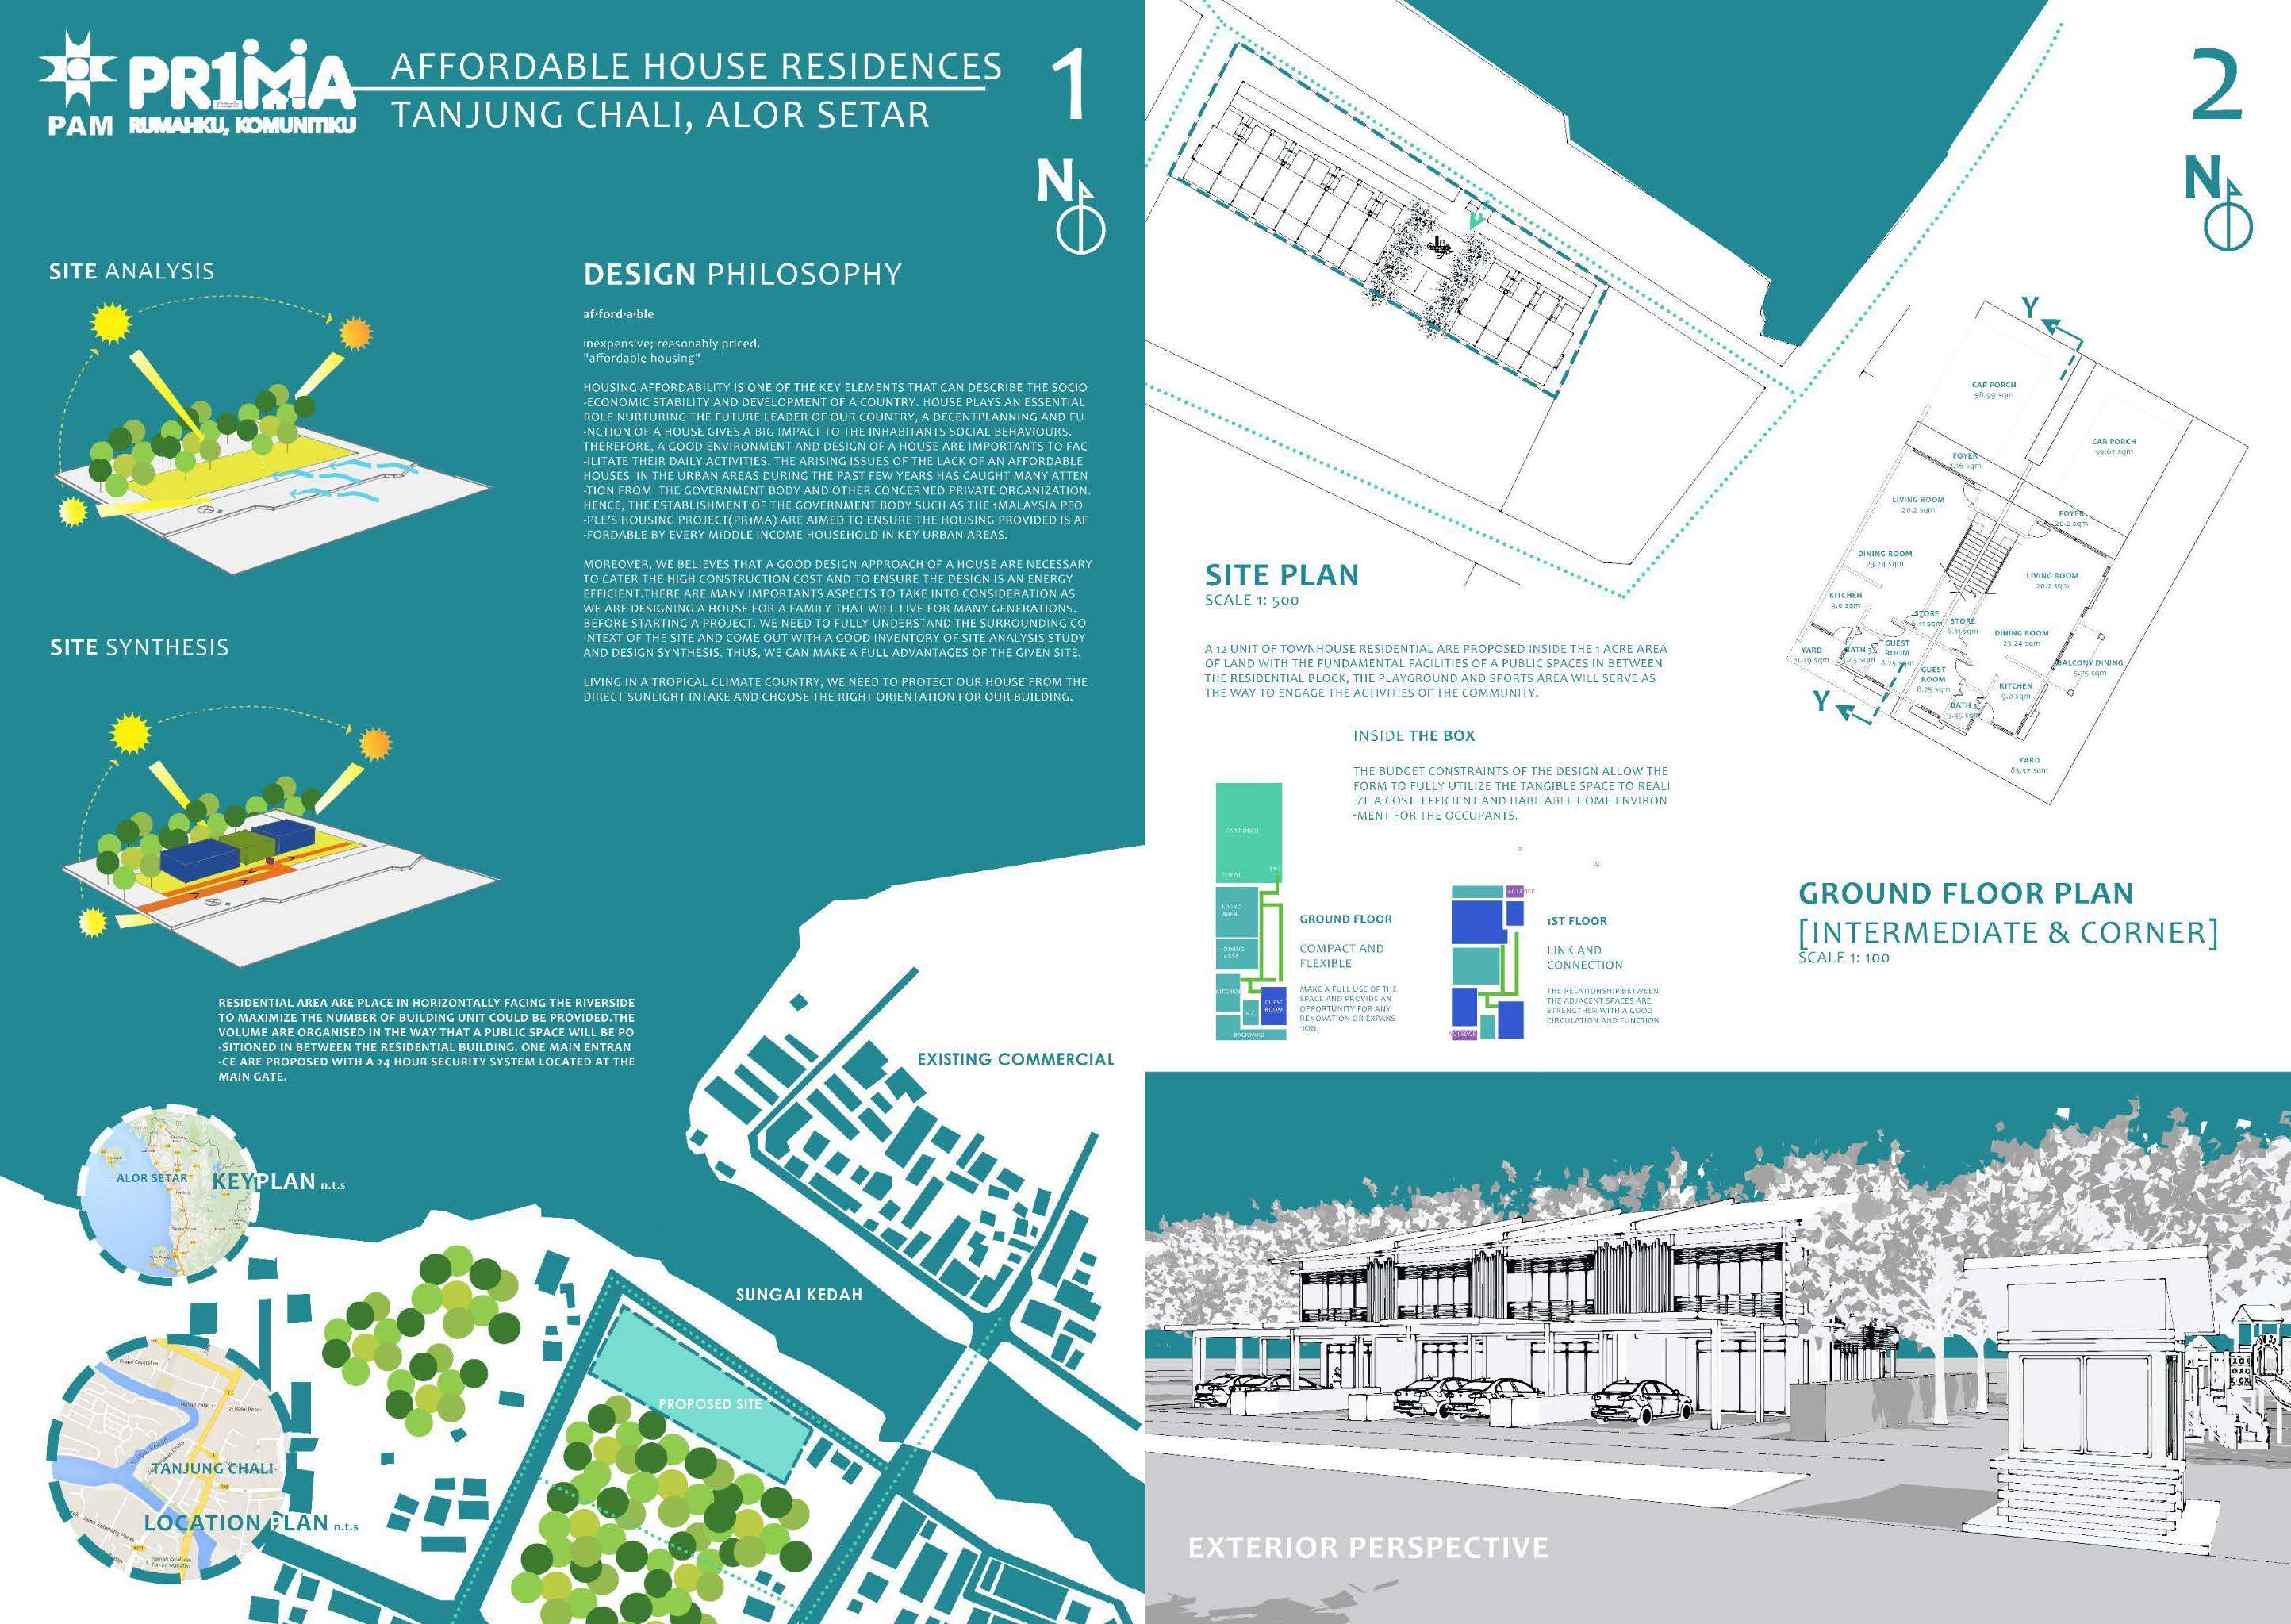 PAM
PR1MA
RUMAHKU, KOMUNITIKU
AFFORDABLE HOUSE RESIDENCES
TANJUNG CHALI, ALOR SETAR
1
N
SITE ANALYSIS
DESIGN PHILOSOPHY
af-ford-a-ble
inexpensive; reasonably priced.
"affordable housing"
HOUSING AFFORDABILITY IS ONE OF THE KEY ELEMENTS THAT CAN DESCRIBE THE SOCIO
-ECONOMIC STABILITY AND DEVELOPMENT OF A COUNTRY. HOUSE PLAYS AN ESSENTIAL
ROLE NURTURING THE FUTURE LEADER OF OUR COUNTRY, A DECENTPLANNING AND FU
-NCTION OF A HOUSE GIVES A BIG IMPACT TO THE INHABITANTS SOCIAL BEHAVIOURS.
THEREFORE, A GOOD ENVIRONMENT AND DESIGN OF A HOUSE ARE IMPORTANTS TO FAC
-ILITATE THEIR DAILY ACTIVITIES. THE ARISING ISSUES OF THE LACK OF AN AFFORDABLE
HOUSES IN THE URBAN AREAS DURING THE PAST FEW YEARS HAS CAUGHT MANY ATTEN
-TION FROM THE GOVERNMENT BODY AND OTHER CONCERNED PRIVATE ORGANIZATION.
HENCE, THE ESTABLISHMENT OF THE GOVERNMENT BODY SUCH AS THE 1MALAYSIA PEO
-PLE'S HOUSING PROJECT(PR1MA) ARE AIMED TO ENSURE THE HOUSING PROVIDED IS AF
-FORDABLE BY EVERY MIDDLE INCOME HOUSEHOLD IN KEY URBAN AREAS.
MOREOVER, WE BELIEVES THAT A GOOD DESIGN APPROACH OF A HOUSE ARE NECESSARY
TO CATER THE HIGH CONSTRUCTION COST AND TO ENSURE THE DESIGN IS AN ENERGY
EFFICIENT.THERE ARE MANY IMPORTANTS ASPECTS TO TAKE INTO CONSIDERATION AS
WE ARE DESIGNING A HOUSE FOR A FAMILY THAT WILL LIVE FOR MANY GENERATIONS.
BEFORE STARTING A PROJECT. WE NEED TO FULLY UNDERSTAND THE SURROUNDING CO
-NTEXT OF THE SITE AND COME OUT WITH A GOOD INVENTORY OF SITE ANALYSIS STUDY
AND DESIGN SYNTHESIS. THUS, WE CAN MAKE A FULL ADVANTAGES OF THE GIVEN SITE.
LIVING IN A TROPICAL CLIMATE COUNTRY, WE NEED TO PROTECT OUR HOUSE FROM THE
DIRECT SUNLIGHT INTAKE AND CHOOSE THE RIGHT ORIENTATION FOR OUR BUILDING.
SITE SYNTHESIS
RESIDENTIAL AREA ARE PLACE IN HORIZONTALLY FACING THE RIVERSIDE
TO MAXIMIZE THE NUMBER OF BUILDING UNIT COULD BE PROVIDED.THE
VOLUME ARE ORGANISED IN THE WAY THAT A PUBLIC SPACE WILL BE PO
-SITIONED IN BETWEEN THE RESIDENTIAL BUILDING. ONE MAIN ENTRAN
-CE ARE PROPOSED WITH A 24 HOUR SECURITY SYSTEM LOCATED AT THE
MAIN GATE.
EXISTING COMMERCIAL
ALOR SETAR
KEYPLAN n.t.s
SUNGAI KEDAH
PROPOSED SITE
TANJUNG CHALI
LOCATION PLAN n.t.s
2
N
SITE PLAN
SCALE 1: 500
A 12 UNIT OF TOWNHOUSE RESIDENTIAL ARE PROPOSED INSIDE THE 1 ACRE AREA
OF LAND WITH THE FUNDAMENTAL FACILITIES OF A PUBLIC SPACES IN BETWEEN
THE RESIDENTIAL BLOCK, THE PLAYGROUND AND SPORTS AREA WILL SERVE AS
THE WAY TO ENGAGE THE ACTIVITIES OF THE COMMUNITY.
INSIDE THE BOX
THE BUDGET CONSTRAINTS OF THE DESIGN ALLOW THE
FORM TO FULLY UTILIZE THE TANGIBLE SPACE TO REALI
-ZE A COST- EFFICIENT AND HABITABLE HOME ENVIRON
-MENT FOR THE OCCUPANTS.
CAR PORCH
FOYER
LIVING AREA
DINING AREA
KITCHEN
W.C.
GUEST ROOM
BACKYARD
GROUND FLOOR
COMPACT AND
FLEXIBLE
MAKE A FULL USE OF THE
SPACE AND PROVIDE AN
OPPORTUNITY FOR ANY
RENOVATION OR EXPANS
-ION.
AC LEDGE
AC LEDGE
1ST FLOOR
LINK AND
CONNECTION
THE RELATIONSHIP BETWEEN
THE ADJACENT SPACES ARE
STRENGTHEN WITH A GOOD
CIRCULATION AND FUNCTION
Y
CAR PORCH
58.99 sqm
CAR PORCH
59.67 sqm
FOYER
LIVING ROOM
20.2 sqm
FOYER
20.2 sqm
DINING ROOM
23.24 sqm
LIVING ROOM
20.2 sqm
KITCHEN
9.0 sqm
STORE
6.11 sqm
STORE
6.11 sqm
DINING ROOM
23.24 sqm
YARD
11.19 sqm
BATH 3
3.45 sqm
GUEST
ROOM
8.75 sqm
GUEST
ROOM
8.75 sqm
BALCONY DINING
5.75 sqm
KITCHEN
9.0 sqm
BATH 3
3.45 sqm
Y
YARD
83.37 sqm
GROUND FLOOR PLAN
[INTERMEDIATE & CORNER]
SCALE 1: 100
EXTERIOR PERSPECTIVE